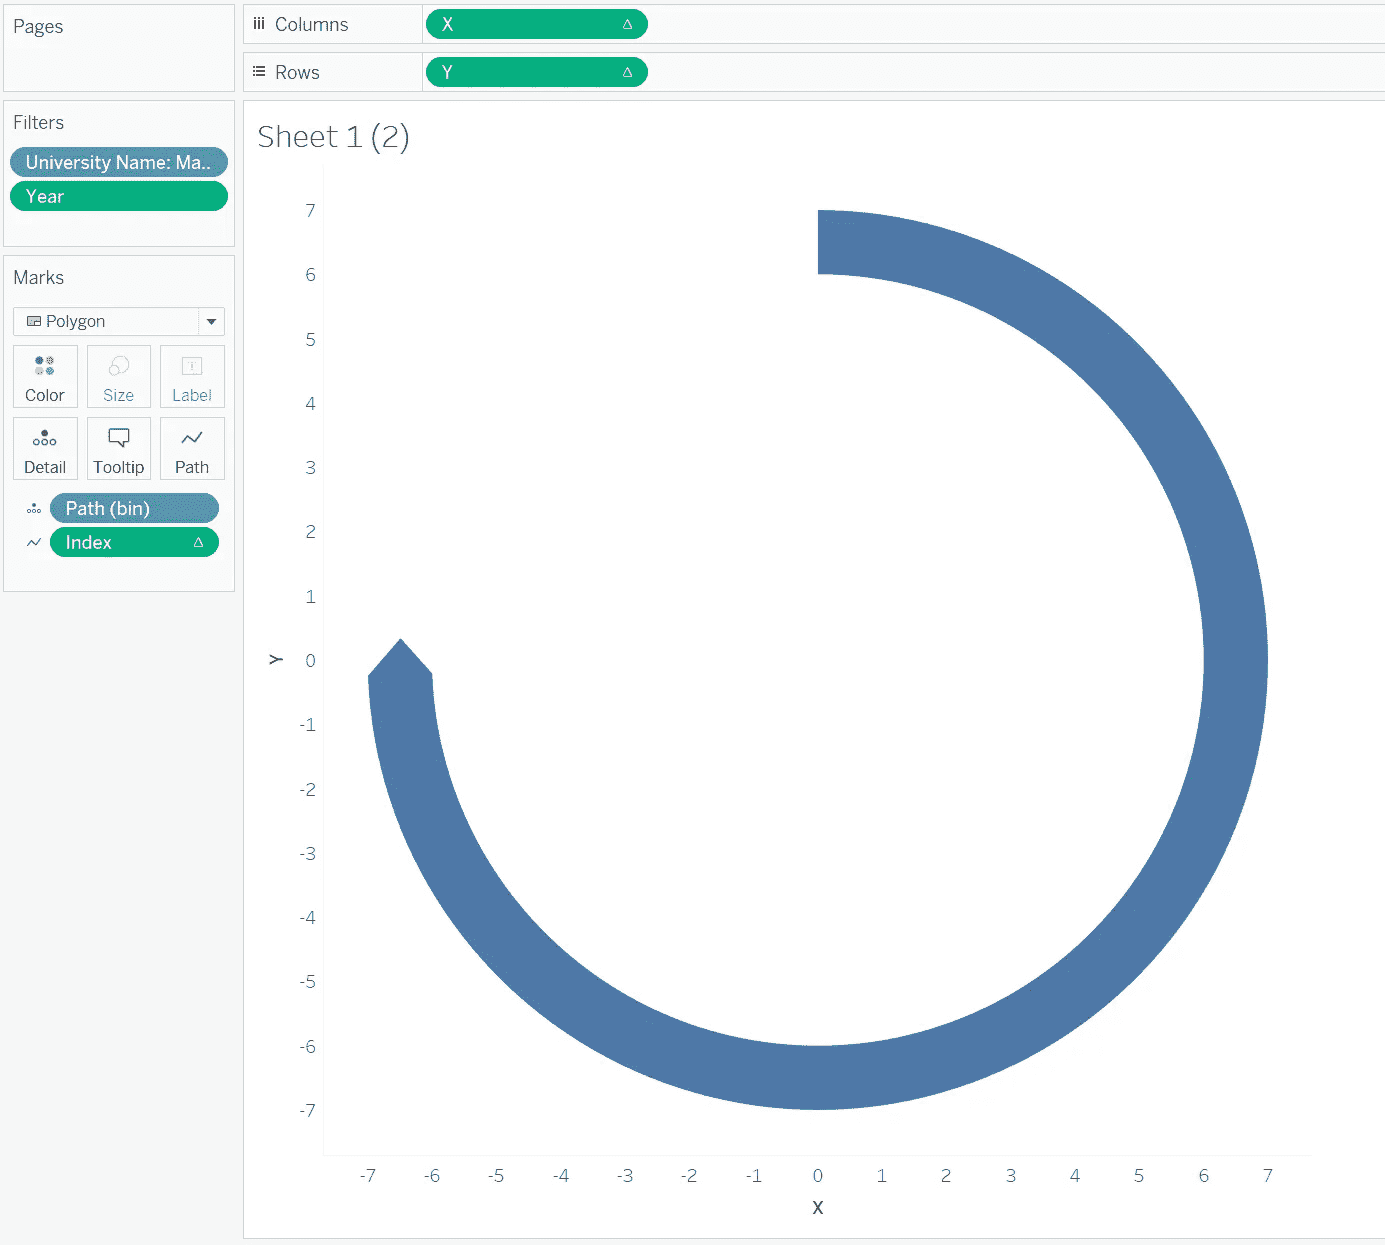 Pages
Columns
X
Rows
Y
Filters
University Name: Ma..
Year
Marks
Polygon
Color
Size
Label
Detail
Tooltip
Path
Path (bin)
Index
Sheet 1 (2)
7
6
5
4
3
2
1
0
-1
-2
-3
-4
-5
-6
-7
Y
-7 -6 -5 -4 -3 -2 -1 0 1 2 3 4 5 6 7
X